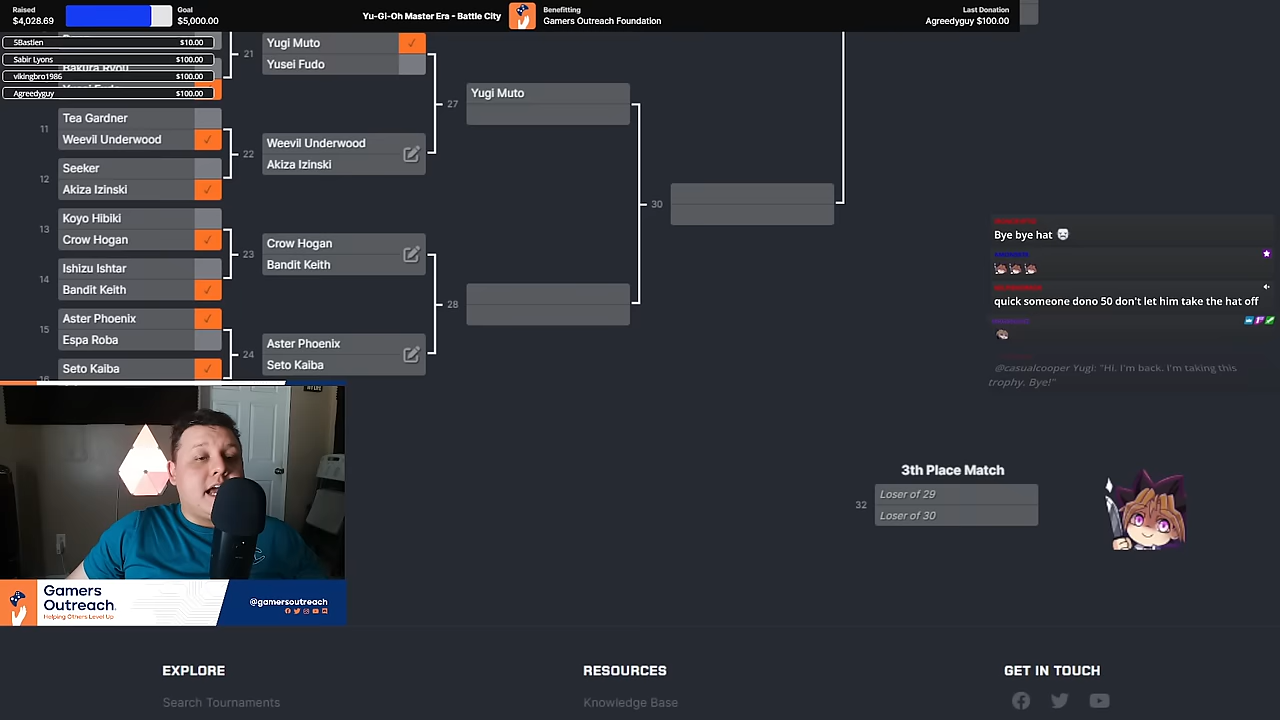 Raised
$4,028.69
Goal
$5,000.00
Yu-Gi-Oh Master Era - Battle City
Benefitting
Gamers Outreach Foundation
Last Donation
Agreedyguy $100.00
5Bastien $10.00
Sabir Lyons $100.00
Bakura Ryou
vikingbro1986 $100.00
Agreedyguy $100.00
21
Yugi Muto
Yusei Fudo
11
Tea Gardner
Weevil Underwood
12
Seeker
Akiza Izinski
13
Koyo Hibiki
Crow Hogan
14
Ishizu Ishtar
Bandit Keith
15
Aster Phoenix
Espa Roba
16
Seto Kaiba
22
Weevil Underwood
Akiza Izinski
23
Crow Hogan
Bandit Keith
24
Aster Phoenix
Seto Kaiba
27
Yugi Muto
28
30
Bye bye hat
quick someone dono 50 don't let him take the hat off
@casualcooper Yugi: "Hi. I'm back. I'm taking this
trophy. Bye!"
3th Place Match
32
Loser of 29
Loser of 30
Gamers
Outreach.
Helping Others Level Up
@gamersoutreach
EXPLORE
Search Tournaments
RESOURCES
Knowledge Base
GET IN TOUCH